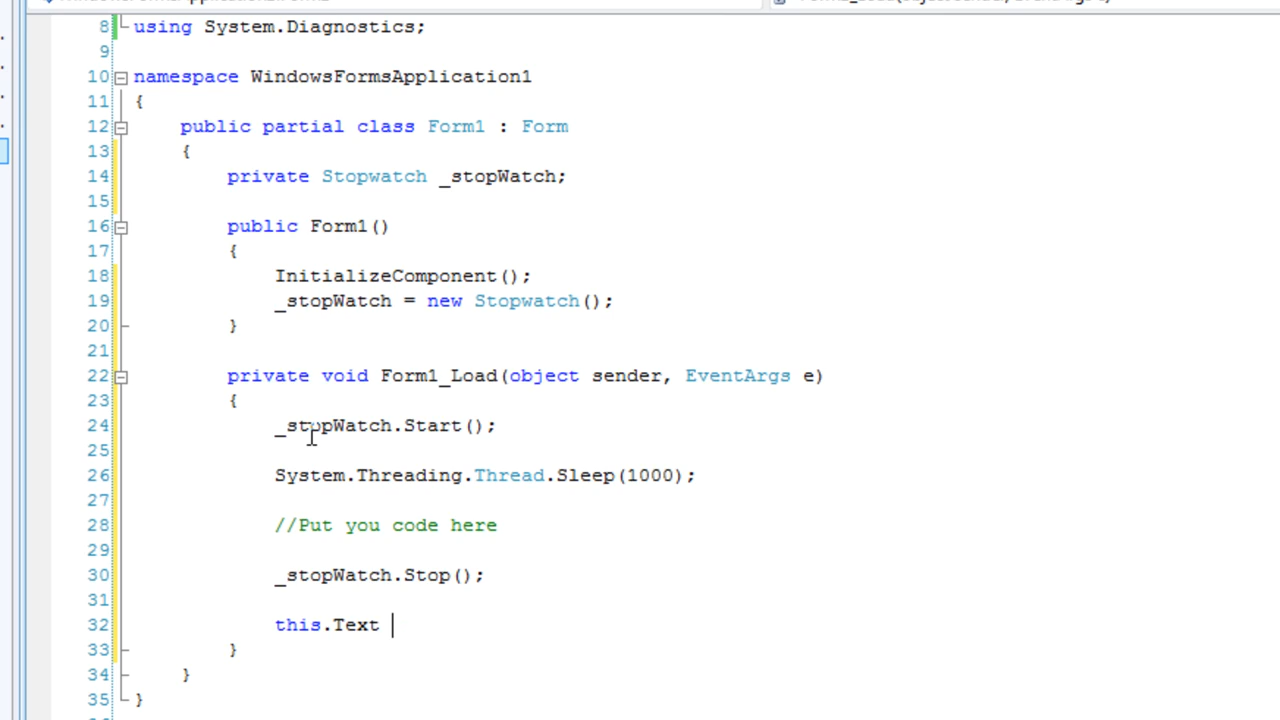 8 using System.Diagnostics;
9
10 namespace WindowsFormsApplication1
11 {
12 public partial class Form1 : Form
13 {
14 private Stopwatch _stopWatch;
15
16 public Form1()
17 {
18 InitializeComponent();
19 _stopWatch = new Stopwatch();
20 }
21
22 private void Form1_Load(object sender, EventArgs e)
23 {
24 _stopWatch.Start();
25
26 System.Threading.Thread.Sleep(1000);
27
28 //Put you code here
29
30 _stopWatch.Stop();
31
32 this.Text
33 }
34 }
35 }